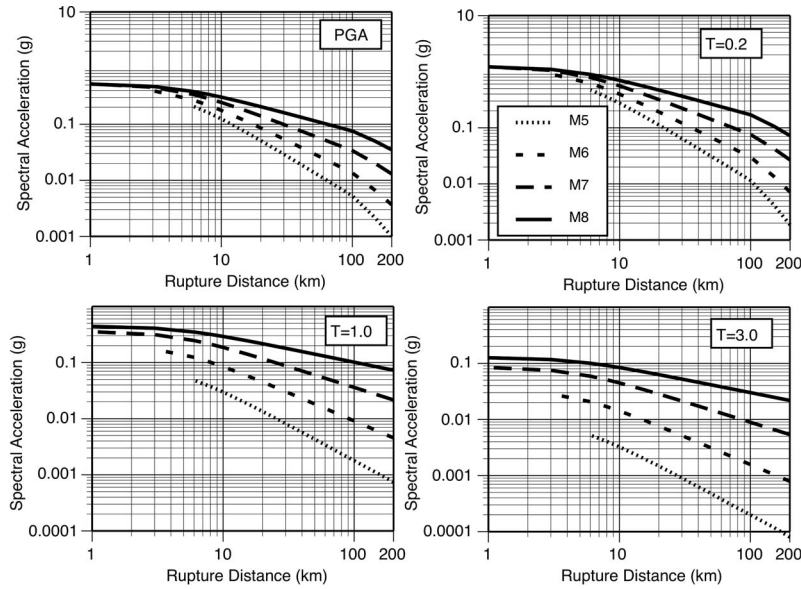 10
1
0.1
0.01
0.001
Spectral Acceleration (g)
PGA
1
10
100 200
Rupture Distance (km)
10
1
0.1
0.01
0.001
Spectral Acceleration (g)
T=0.2
M5
M6
M7
M8
1
10
100 200
Rupture Distance (km)
0.1
0.01
0.001
0.0001
Spectral Acceleration (g)
T=1.0
1
10
100 200
Rupture Distance (km)
0.1
0.01
0.001
0.0001
Spectral Acceleration (g)
T=3.0
1
10
100 200
Rupture Distance (km)